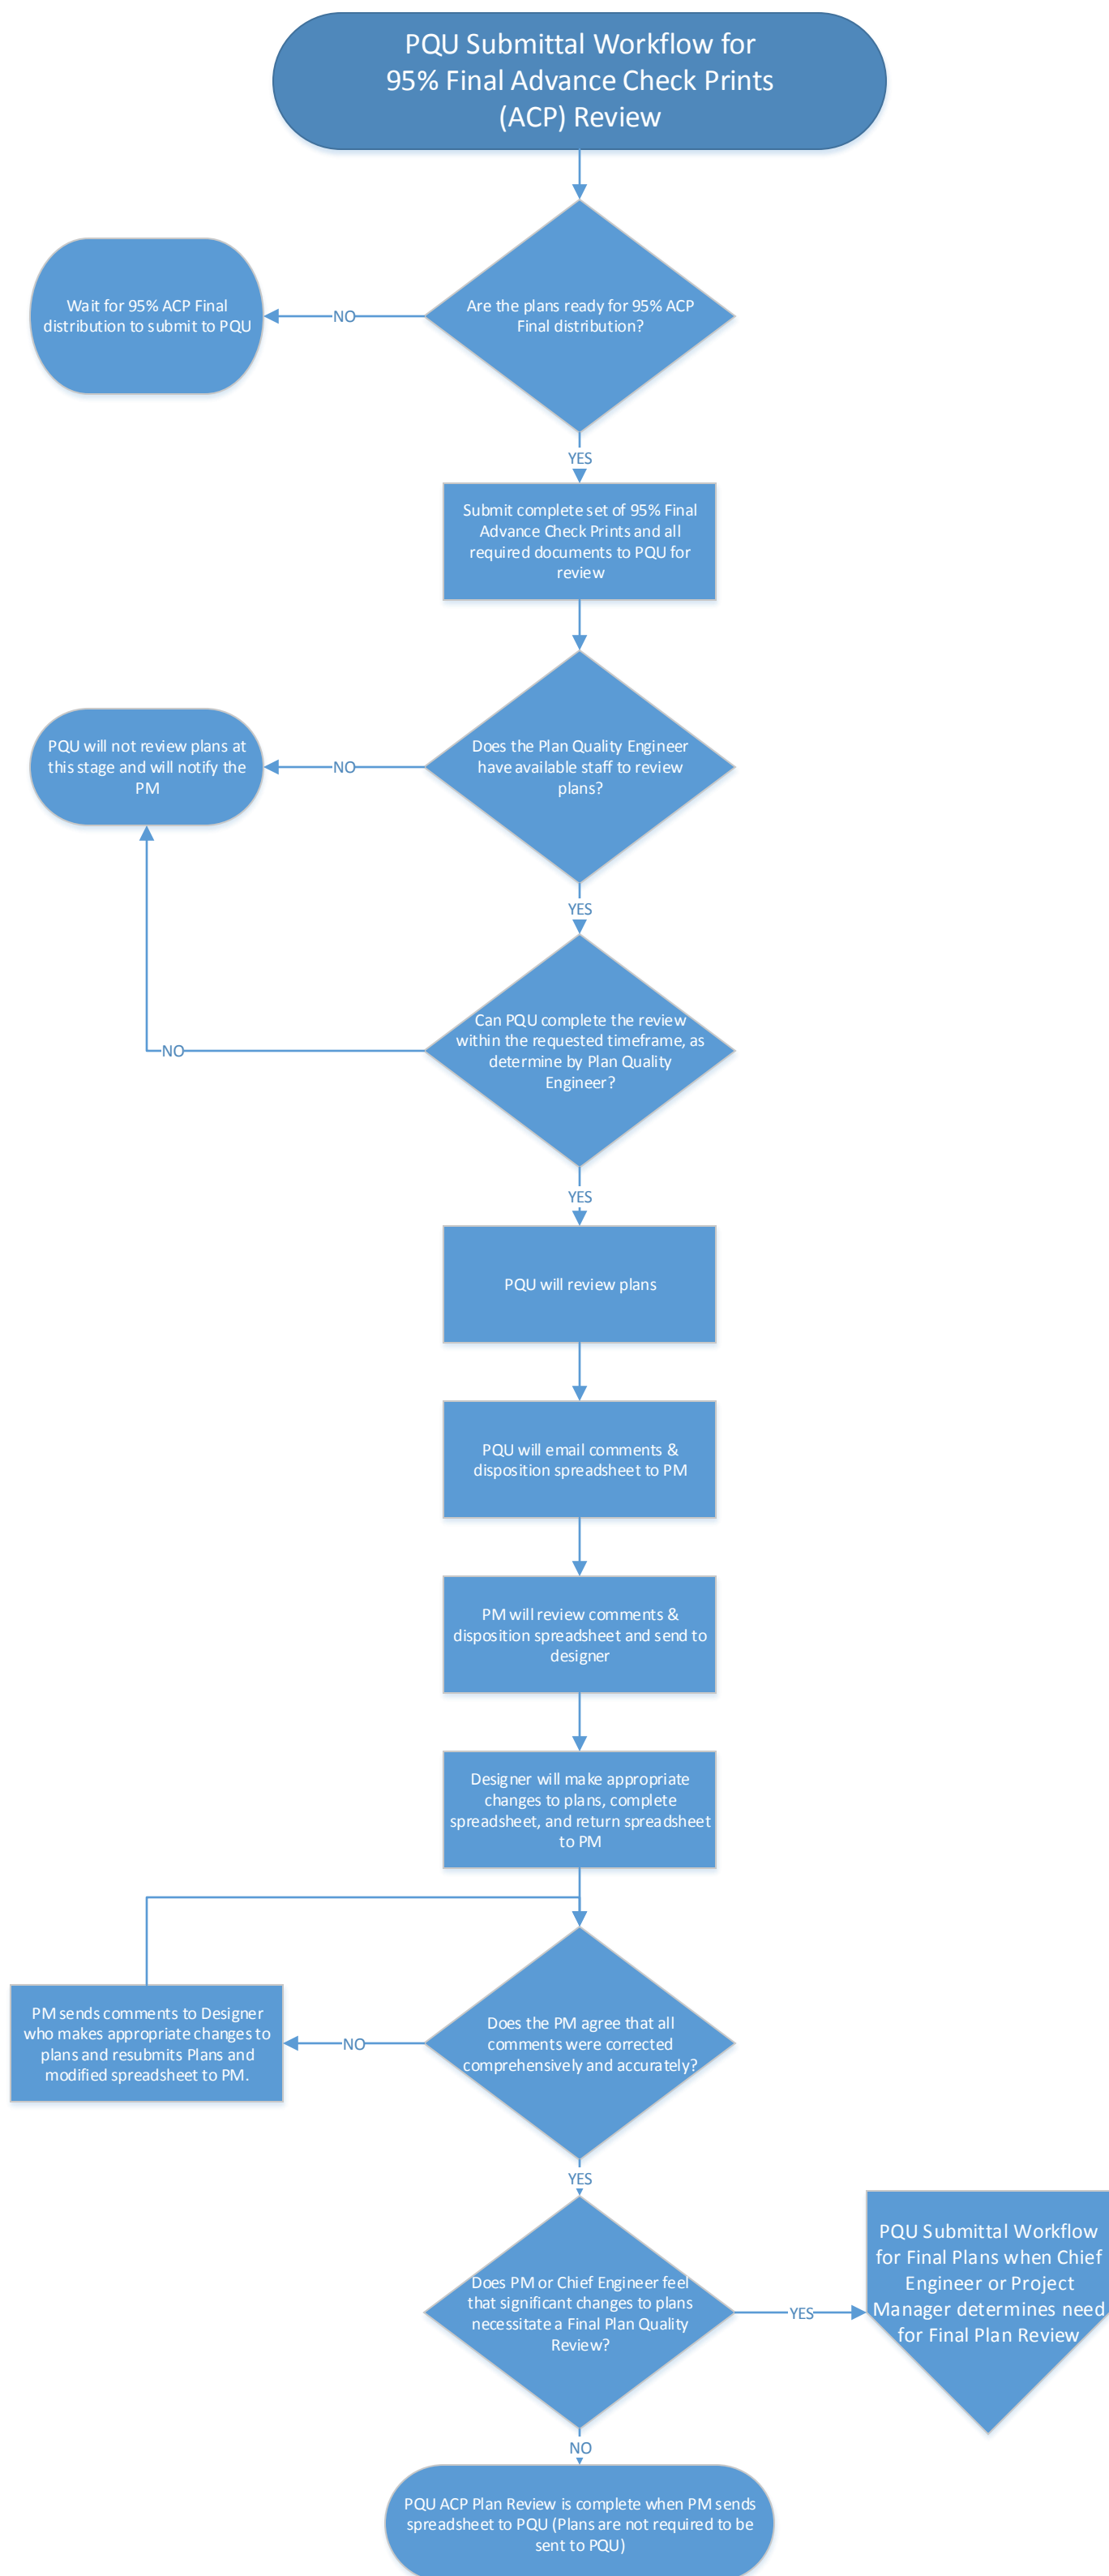 PQU Submittal Workflow for
95% Final Advance Check Prints
(ACP) Review
Are the plans ready for 95% ACP
Final distribution?
NO
Wait for 95% ACP Final
distribution to submit to PQU
YES
Submit complete set of 95% Final
Advance Check Prints and all
required documents to PQU for
review
Does the Plan Quality Engineer
have available staff to review
plans?
NO
PQU will not review plans at
this stage and will notify the
PM
YES
Can PQU complete the review
within the requested timeframe, as
determine by Plan Quality
Engineer?
NO
YES
PQU will review plans
PQU will email comments &
disposition spreadsheet to PM
PM will review comments &
disposition spreadsheet and send to
designer
Designer will make appropriate
changes to plans, complete
spreadsheet, and return spreadsheet
to PM
Does the PM agree that all
comments were corrected
comprehensively and accurately?
NO
PM sends comments to Designer
who makes appropriate changes to
plans and resubmits Plans and
modified spreadsheet to PM.
YES
Does PM or Chief Engineer feel
that significant changes to plans
necessitate a Final Plan Quality
Review?
YES
PQU Submittal Workflow
for Final Plans when Chief
Engineer or Project
Manager determines need
for Final Plan Review
NO
PQU ACP Plan Review is complete when PM sends
spreadsheet to PQU (Plans are not required to be
sent to PQU)